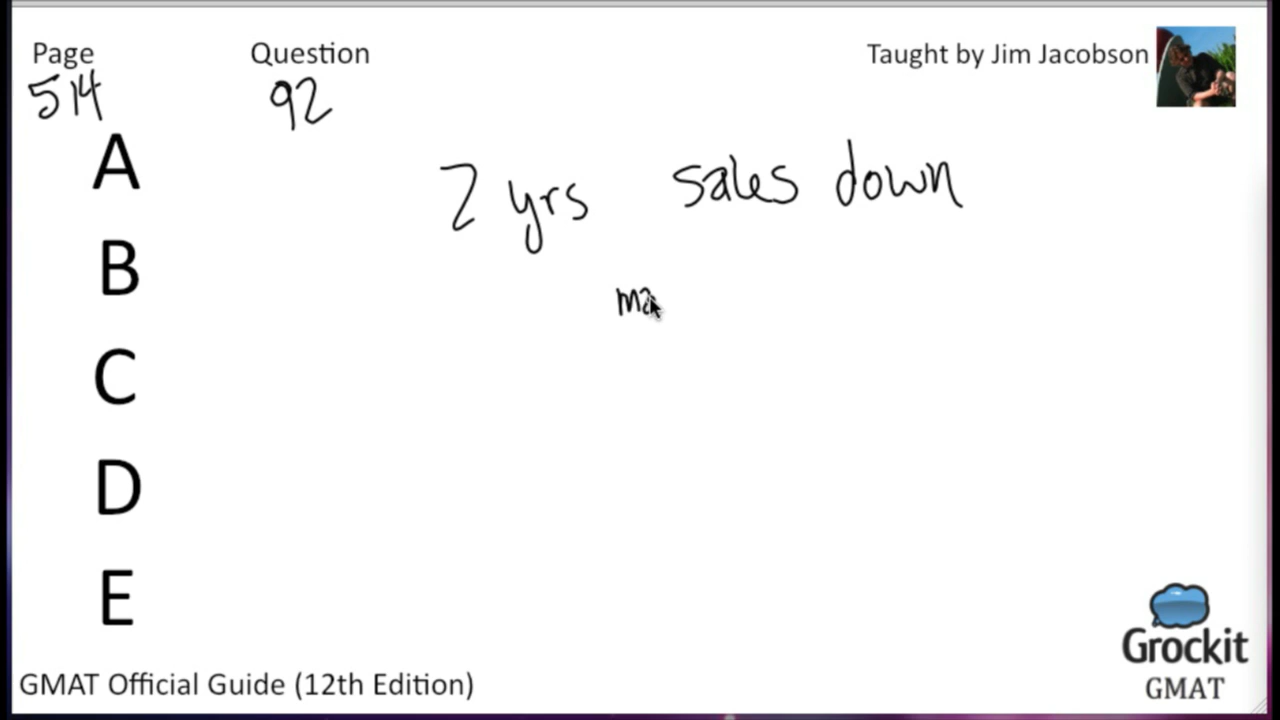 Page Question Taught by Jim Jacobson
514 92
A
2 yrs sales down
B
ma
C
D
E
Grockit
GMAT
GMAT Official Guide (12th Edition)